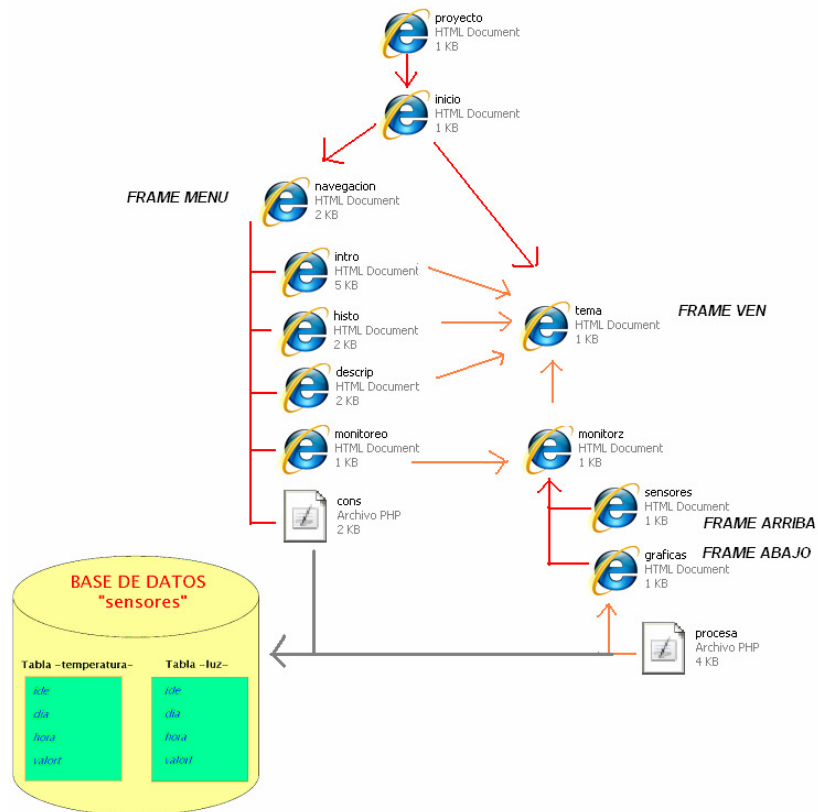 proyecto
HTML Document
1 KB
inicio
HTML Document
1 KB
FRAME MENU
navegacion
HTML Document
2 KB
intro
HTML Document
5 KB
histo
HTML Document
2 KB
descrip
HTML Document
2 KB
monitoreo
HTML Document
1 KB
cons
Archivo PHP
2 KB
tema
HTML Document
1 KB
FRAME VEN
monitorz
HTML Document
1 KB
sensores
HTML Document
1 KB
FRAME ARRIBA
graficas
HTML Document
1 KB
FRAME ABAJO
procesa
Archivo PHP
4 KB
BASE DE DATOS
"sensores"
Tabla -temperatura-
ide
dia
hora
valort
Tabla -luz-
ide
dia
hora
valort